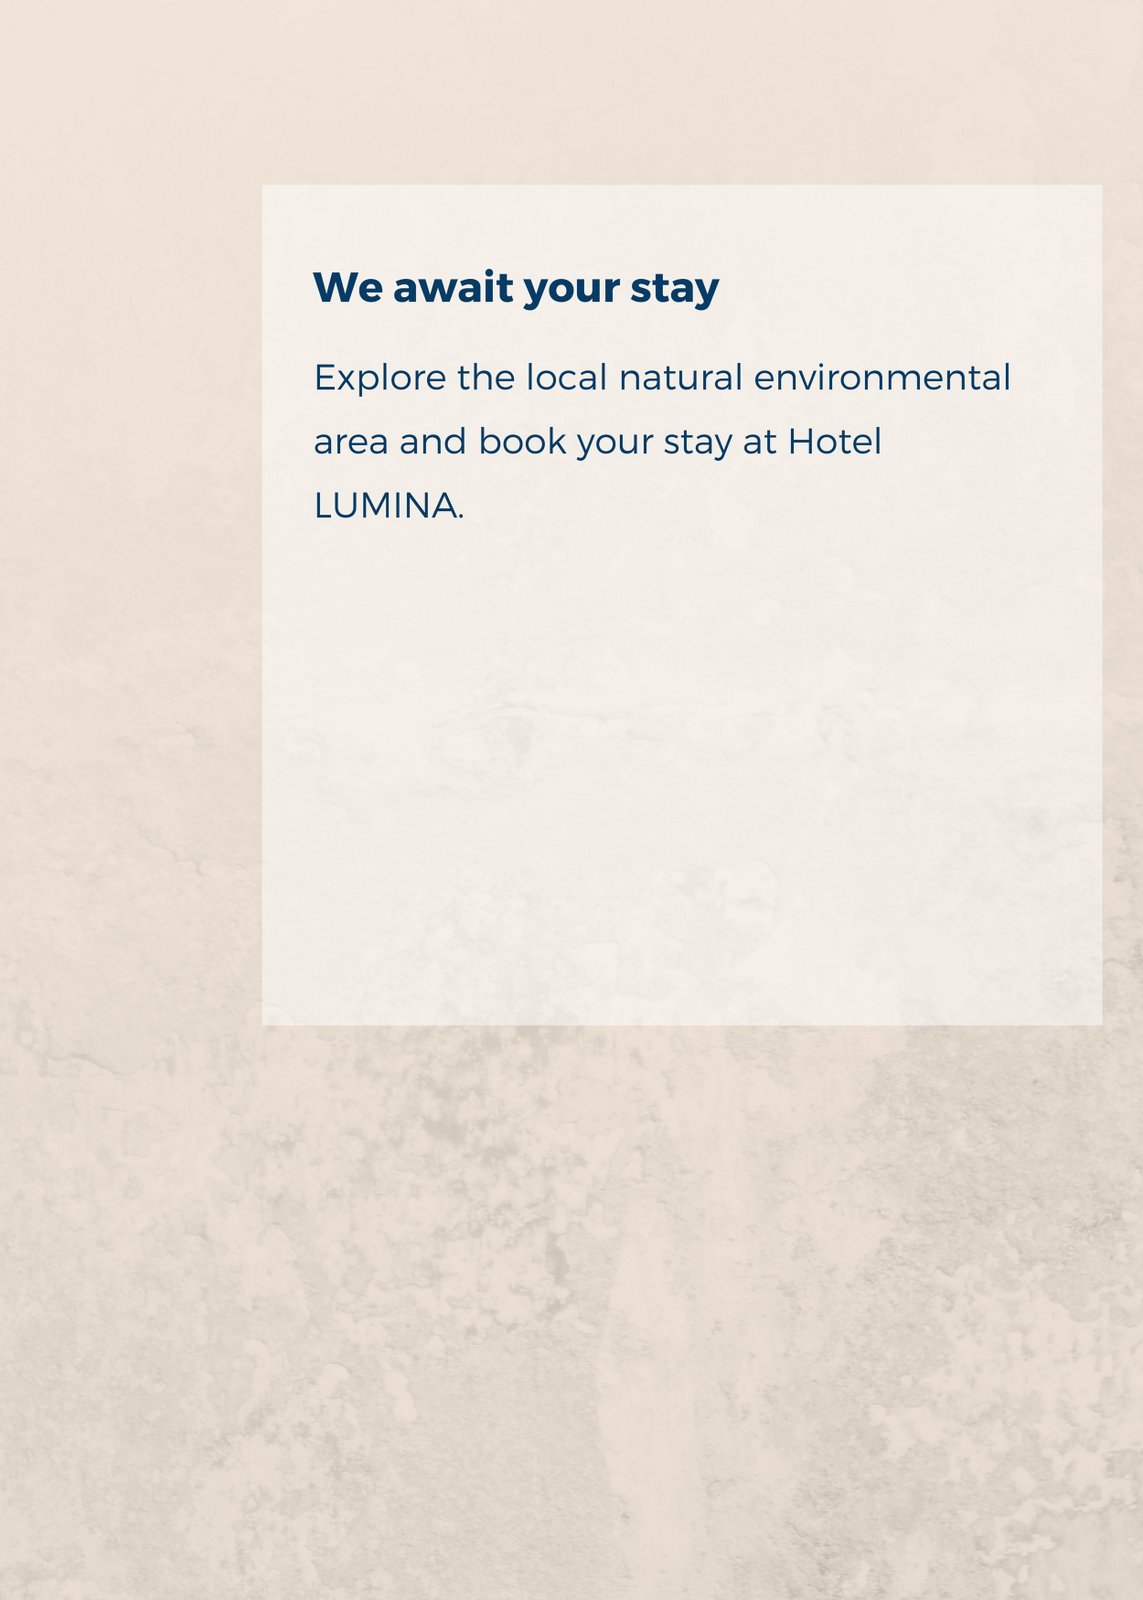 We await your stay
Explore the local natural environmental
area and book your stay at Hotel
LUMINA.